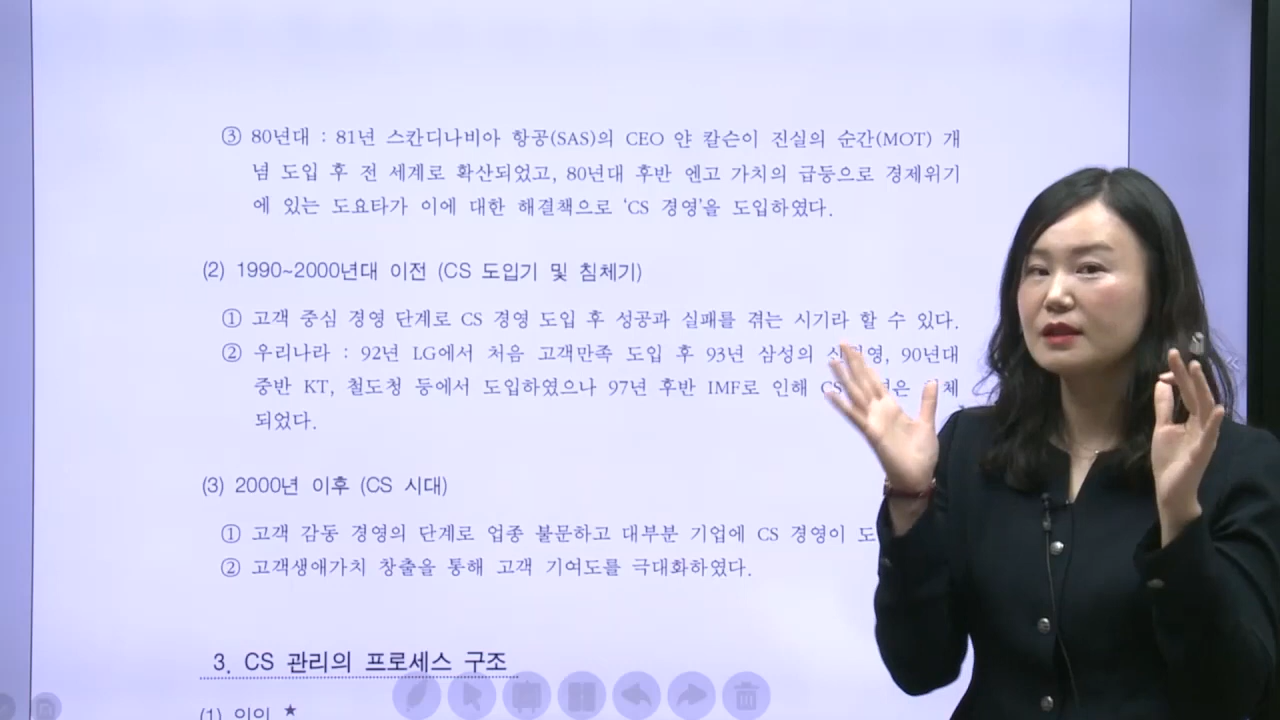 ③ 80년대 : 81년 스칸디나비아 항공(SAS)의 CEO 얀 칼슨이 진실의 순간(MOT) 개
념 도입 후 전 세계로 확산되었고, 80년대 후반 엔고 가치의 급등으로 경제위기
에 있는 도요타가 이에 대한 해결책으로 'CS 경영'을 도입하였다.
(2) 1990~2000년대 이전 (CS 도입기 및 침체기)
① 고객 중심 경영 단계로 CS 경영 도입 후 성공과 실패를 겪는 시기라 할 수 있다.
② 우리나라 : 92년 LG에서 처음 고객만족 도입 후 93년 삼성의 신경영, 90년대
중반 KT, 철도청 등에서 도입하였으나 97년 후반 IMF로 인해 CS
되었다.
(3) 2000년 이후 (CS 시대)
① 고객 감동 경영의 단계로 업종 불문하고 대부분 기업에 CS 경영이 도
② 고객생애가치 창출을 통해 고객 기여도를 극대화하였다.
3. CS 관리의 프로세스 구조
(1) 의의 ★